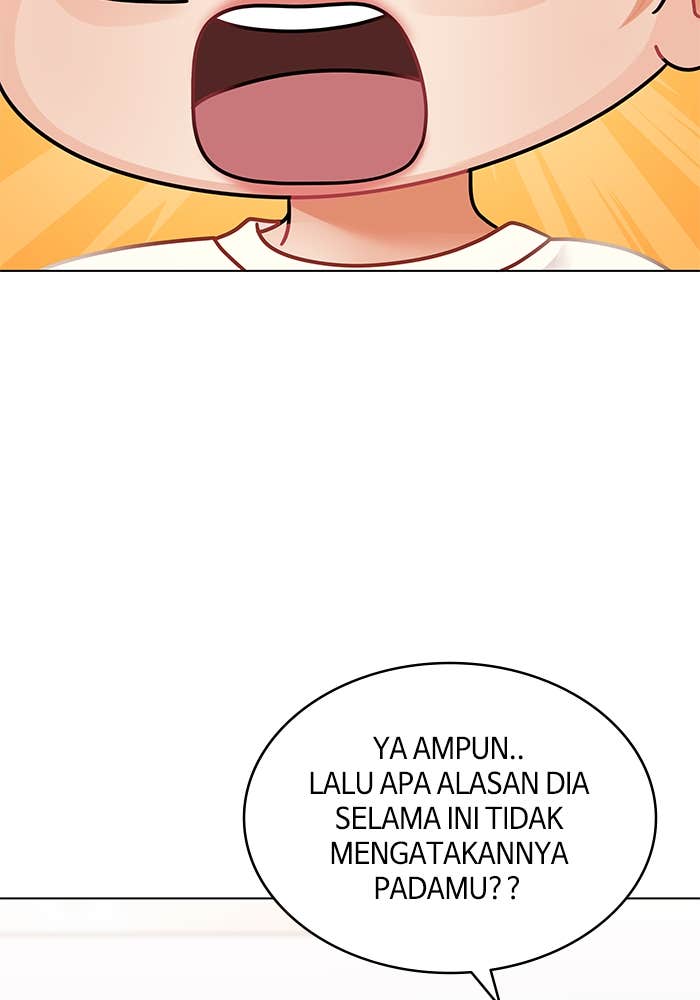 YA AMPUN..
LALU APA ALASAN DIA
SELAMA INI TIDAK
MENGATAKANNYA
PADAMU??